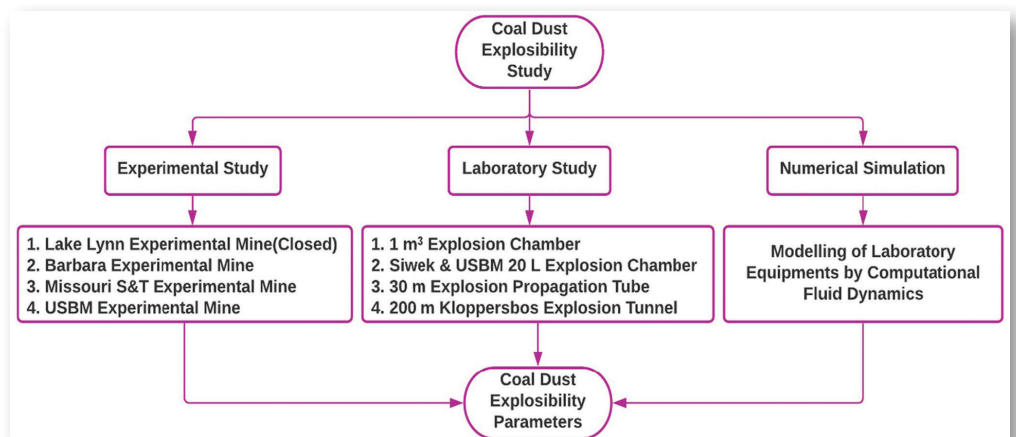 Coal Dust
Explosibility
Study
Experimental Study
Laboratory Study
Numerical Simulation
1. Lake Lynn Experimental Mine(Closed)
2. Barbara Experimental Mine
3. Missouri S&T Experimental Mine
4. USBM Experimental Mine
1. 1 m³ Explosion Chamber
2. Siwek & USBM 20 L Explosion Chamber
3. 30 m Explosion Propagation Tube
4. 200 m Kloppersbos Explosion Tunnel
Modelling of Laboratory
Equipments by Computational
Fluid Dynamics
Coal Dust
Explosibility
Parameters